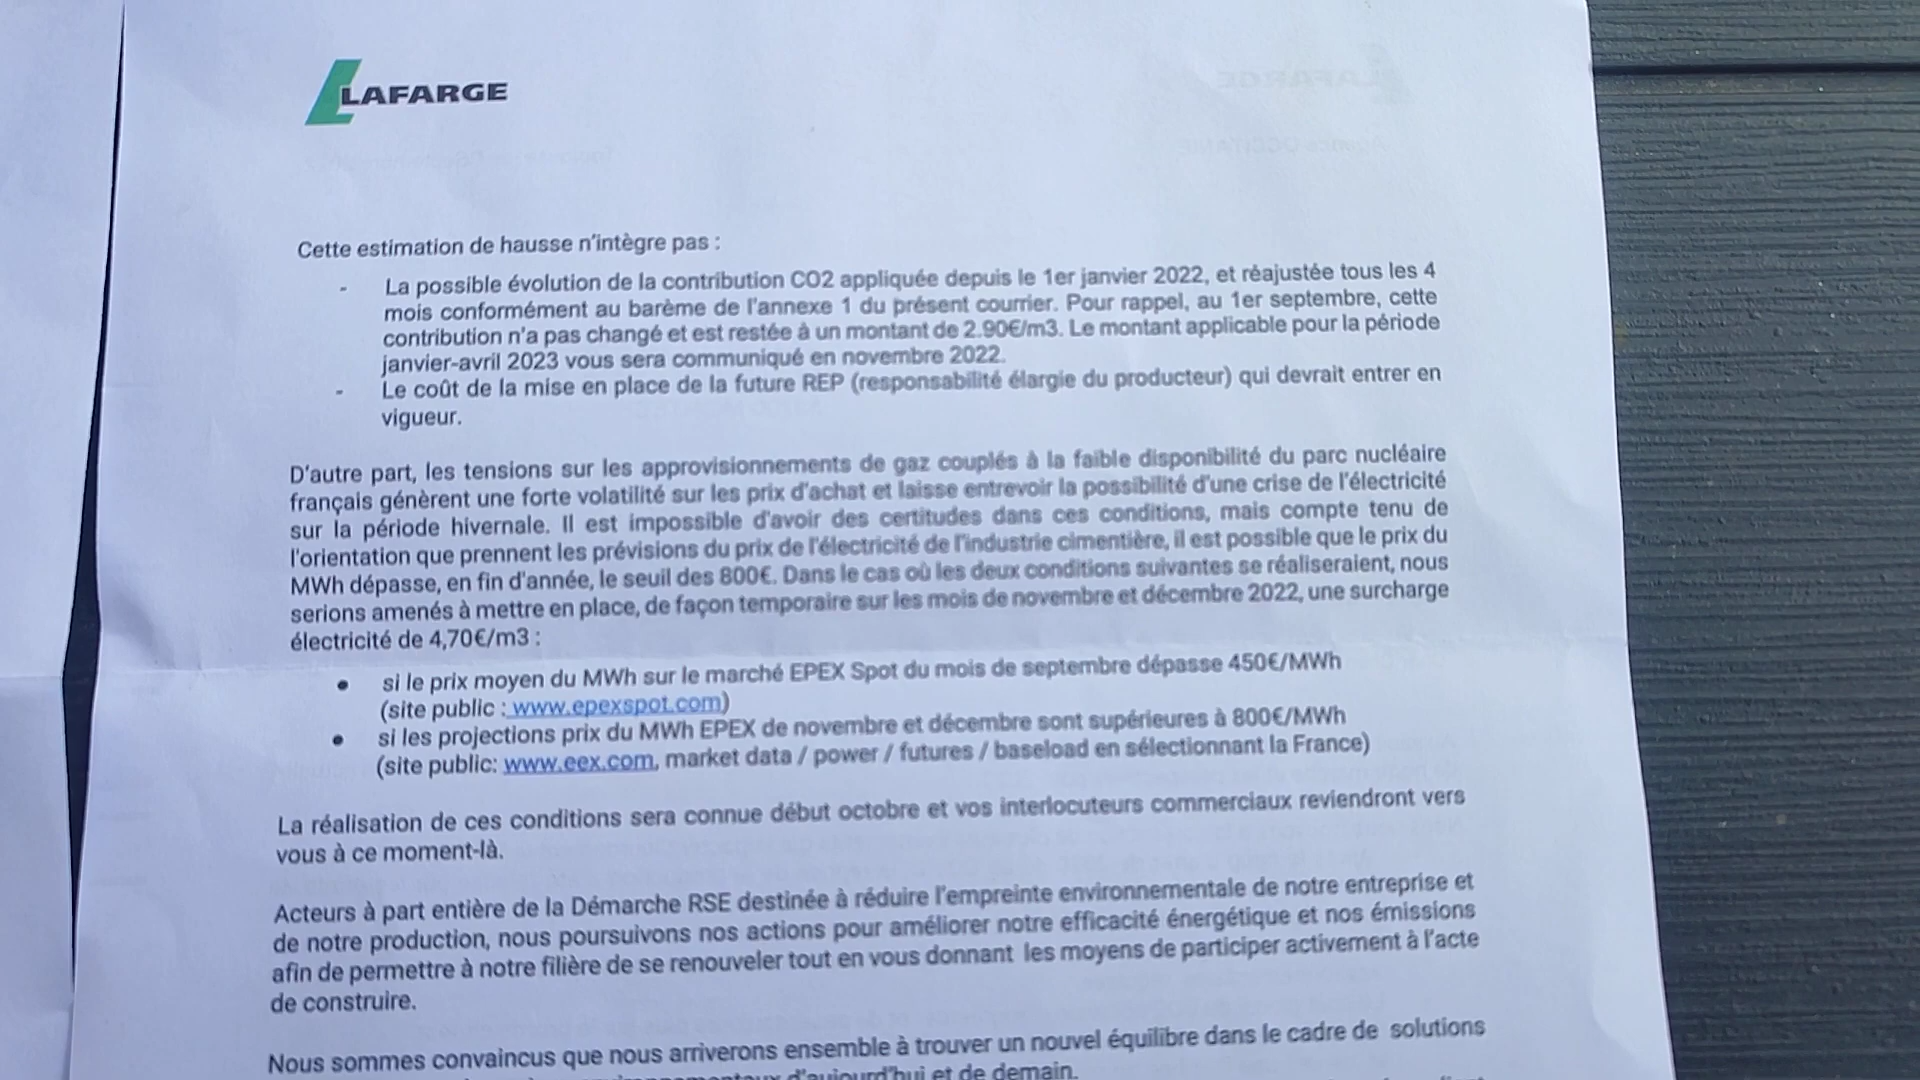 LAFARGE
Cette estimation de hausse n'intègre pas :
- La possible évolution de la contribution CO2 appliquée depuis le 1er janvier 2022, et réajustée tous les 4
mois conformément au barème de l'annexe 1 du présent courrier. Pour rappel, au 1er septembre, cette
contribution n'a pas changé et est restée à un montant de 2.90€/m3. Le montant applicable pour la période
janvier-avril 2023 vous sera communiqué en novembre 2022.
- Le coût de la mise en place de la future REP (responsabilité élargie du producteur) qui devrait entrer en
vigueur.
D'autre part, les tensions sur les approvisionnements de gaz couplés à la faible disponibilité du parc nucléaire
français génèrent une forte volatilité sur les prix d'achat et laisse entrevoir la possibilité d'une crise de l'électricité
sur la période hivernale. Il est impossible d'avoir des certitudes dans ces conditions, mais compte tenu de
l'orientation que prennent les prévisions du prix de l'électricité de l'industrie cimentière, il est possible que le prix du
MWh dépasse, en fin d'année, le seuil des 800€. Dans le cas où les deux conditions suivantes se réaliseraient, nous
serions amenés à mettre en place, de façon temporaire sur les mois de novembre et décembre 2022, une surcharge
électricité de 4,70€/m3 :
• si le prix moyen du MWh sur le marché EPEX Spot du mois de septembre dépasse 450€/MWh
(site public : www.epexspot.com)
• si les projections prix du MWh EPEX de novembre et décembre sont supérieures à 800€/MWh
(site public: www.eex.com, market data / power / futures / baseload en sélectionnant la France)
La réalisation de ces conditions sera connue début octobre et vos interlocuteurs commerciaux reviendront vers
vous à ce moment-là.
Acteurs à part entière de la Démarche RSE destinée à réduire l'empreinte environnementale de notre entreprise et
de notre production, nous poursuivons nos actions pour améliorer notre efficacité énergétique et nos émissions
afin de permettre à notre filière de se renouveler tout en vous donnant les moyens de participer activement à l'acte
de construire.
Nous sommes convaincus que nous arriverons ensemble à trouver un nouvel équilibre dans le cadre de solutions
d'aujourd'hui et de demain.